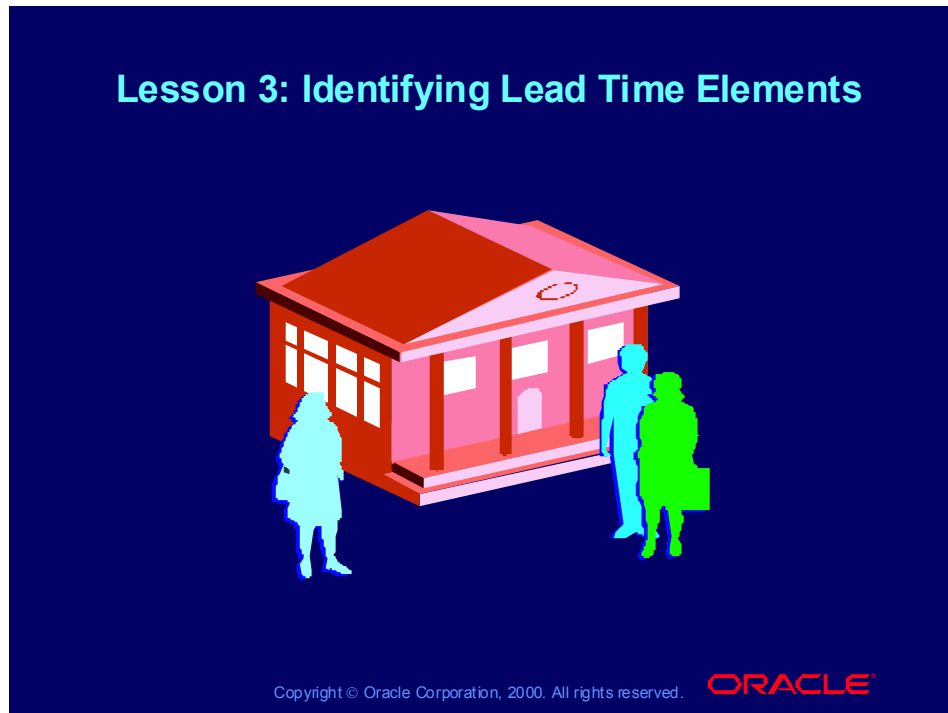 Lesson 3: Identifying Lead Time Elements
Copyright © Oracle Corporation, 2000. All rights reserved.
ORACLE®